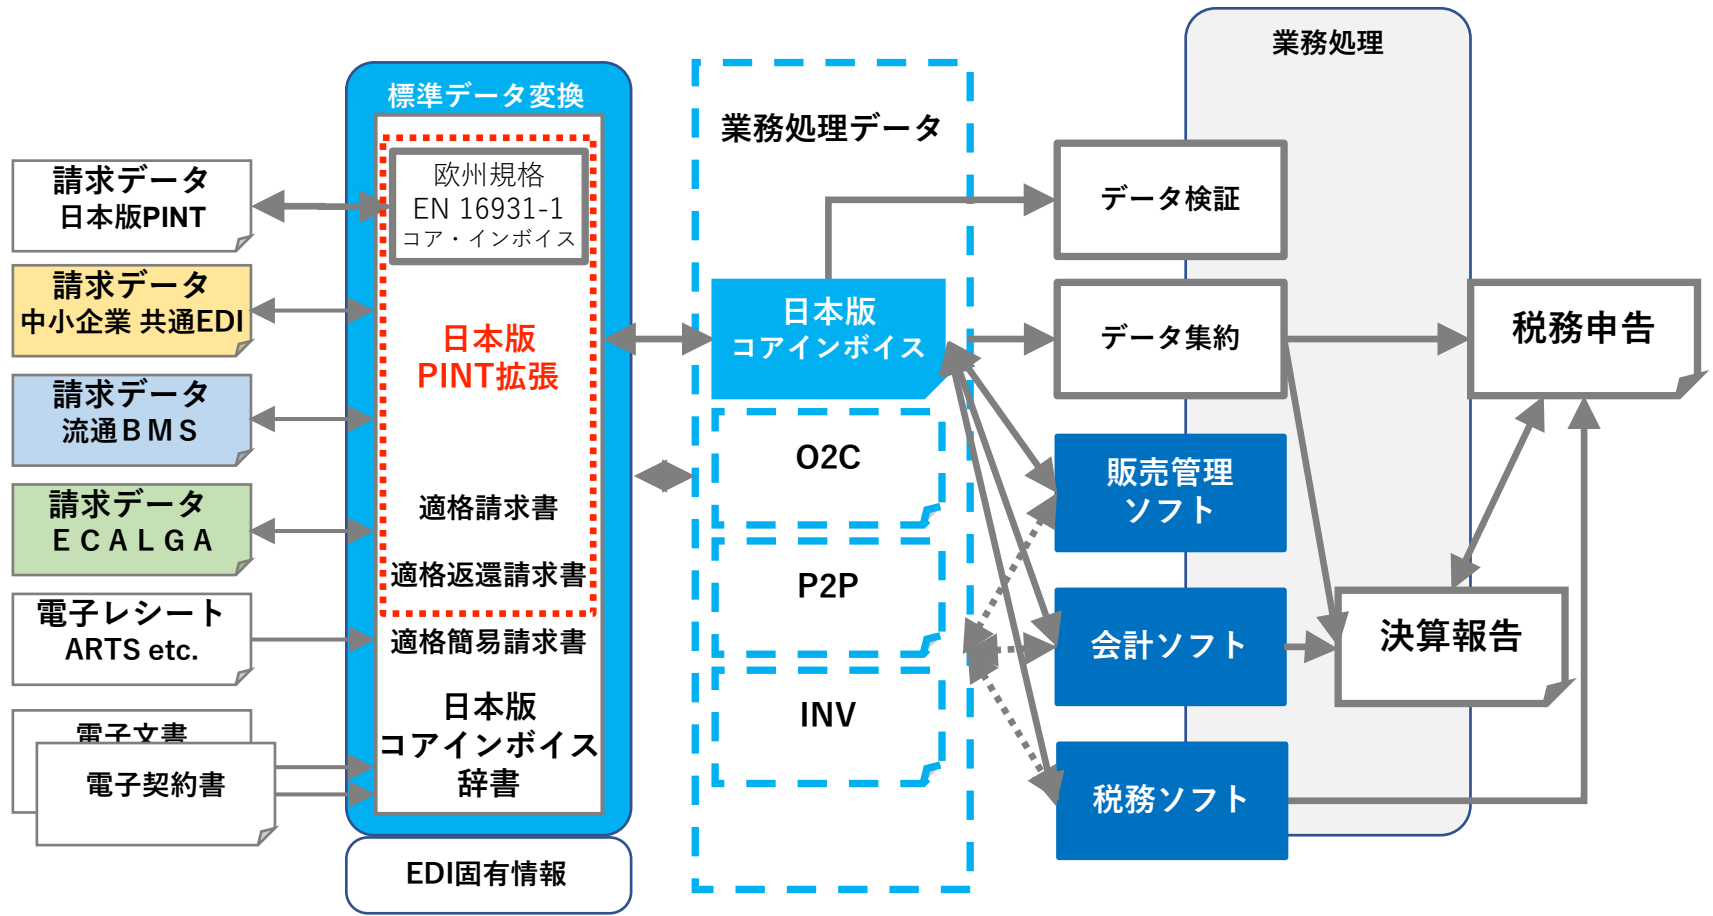 業務処理
標準データ変換
業務処理データ
請求データ
日本版PINT
欧州規格
EN 16931-1
コア・インボイス
データ検証
請求データ
中小企業 共通EDI
日本版
PINT拡張
日本版
コアインボイス
データ集約
税務申告
請求データ
流通ＢＭＳ
O2C
販売管理
ソフト
請求データ
ＥＣＡＬＧＡ
適格請求書
適格返還請求書
P2P
電子レシート
ARTS etc.
適格簡易請求書
会計ソフト
決算報告
電子文書
電子契約書
日本版
コアインボイス
辞書
INV
税務ソフト
EDI固有情報